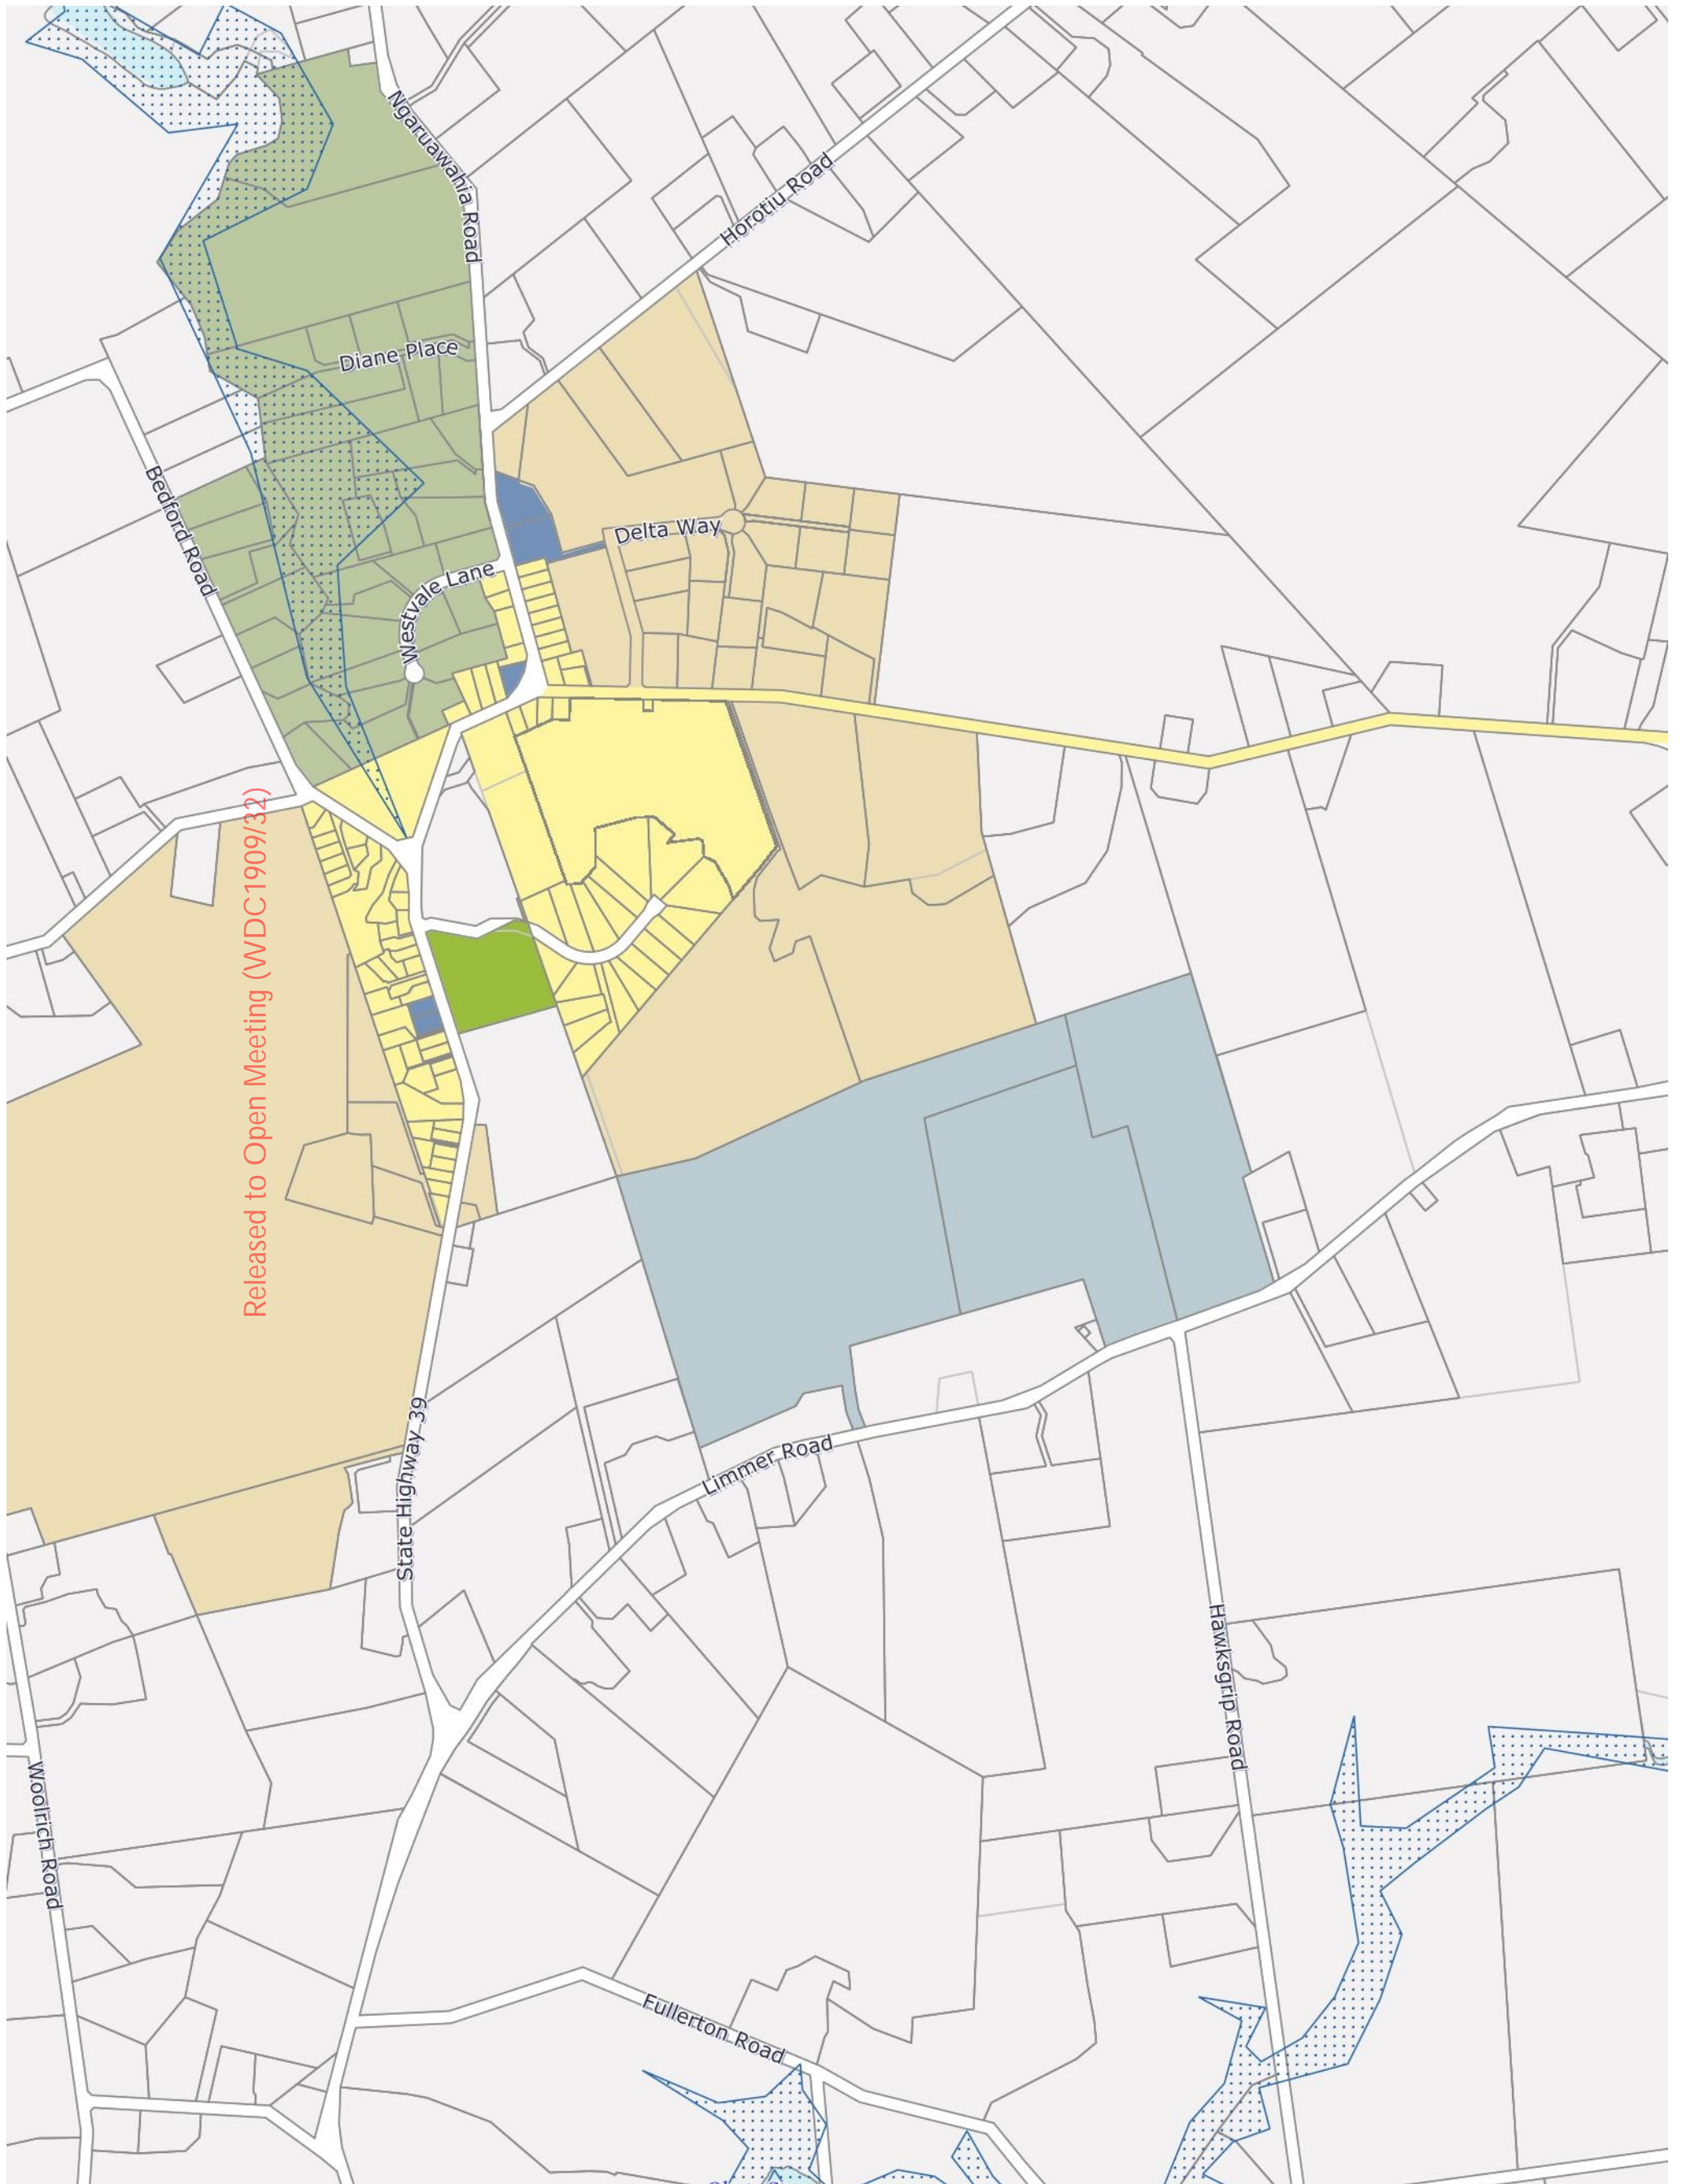 Ngaruawahia Road
Horotiu Road
Diane Place
Bedford Road
Delta Way
Westvale Lane
Released to Open Meeting (WDC1909/32)
State Highway 39
Limmer Road
Hawksgrip Road
Woolrich Road
Fullerton Road